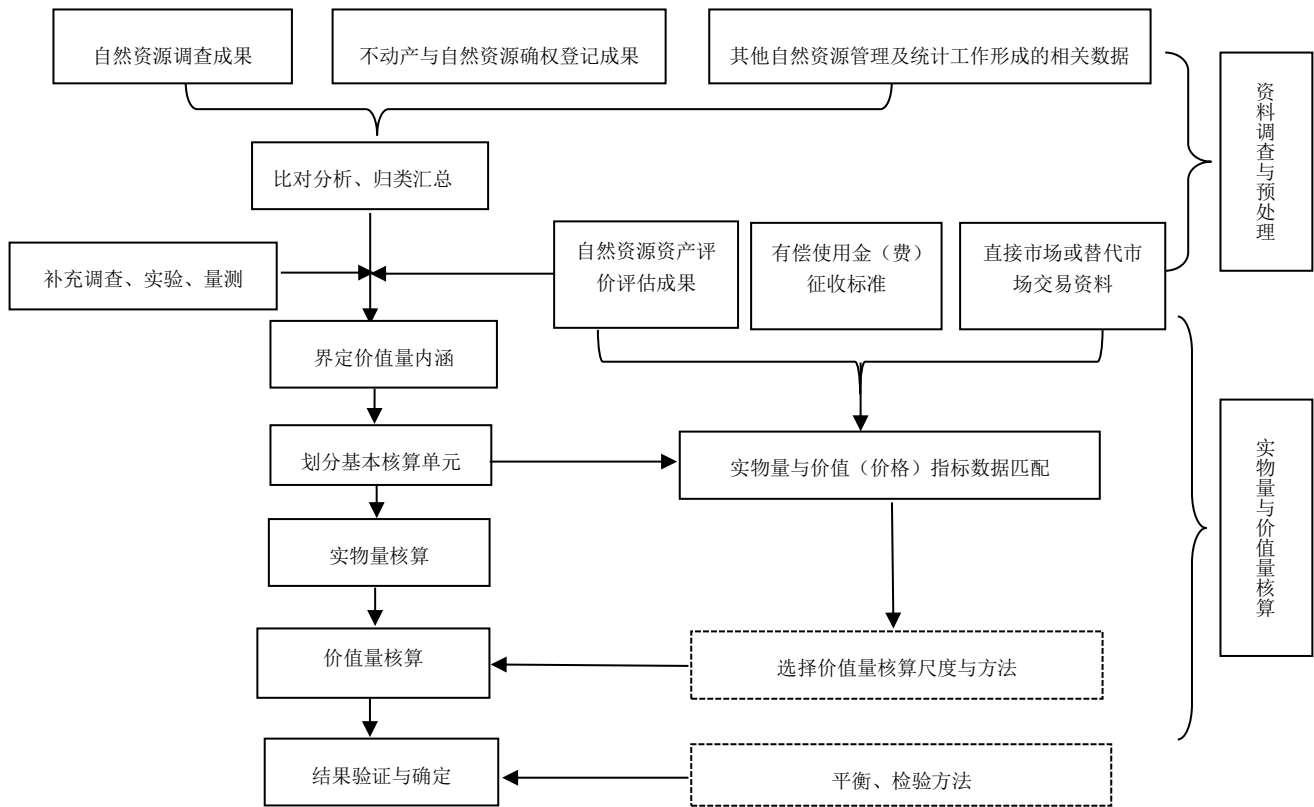 自然资源调查成果
不动产与自然资源确权登记成果
其他自然资源管理及统计工作形成的相关数据
资料调查与预处理
比对分析、归类汇总
补充调查、实验、量测
自然资源资产评
价评估成果
有偿使用金（费）
征收标准
直接市场或替代市
场交易资料
界定价值量内涵
划分基本核算单元
实物量与价值（价格）指标数据匹配
实物量与价值量核算
实物量核算
价值量核算
选择价值量核算尺度与方法
结果验证与确定
平衡、检验方法